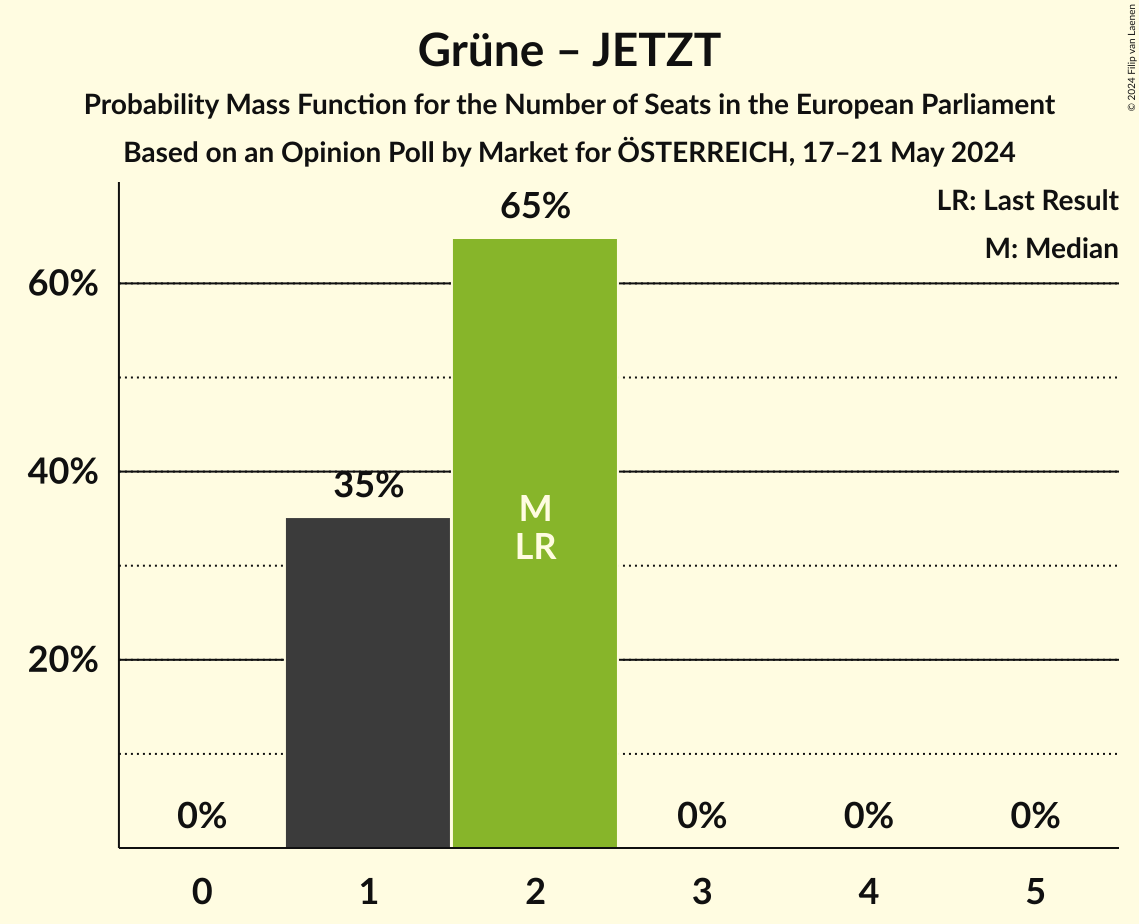 Grüne – JETZT
Probability Mass Function for the Number of Seats in the European Parliament
Based on an Opinion Poll by Market for ÖSTERREICH, 17–21 May 2024
© 2024 Filip van Laenen
LR: Last Result
M: Median
65%
60%
40%
35%
M
LR
20%
0% 0% 0% 0%
0 1 2 3 4 5